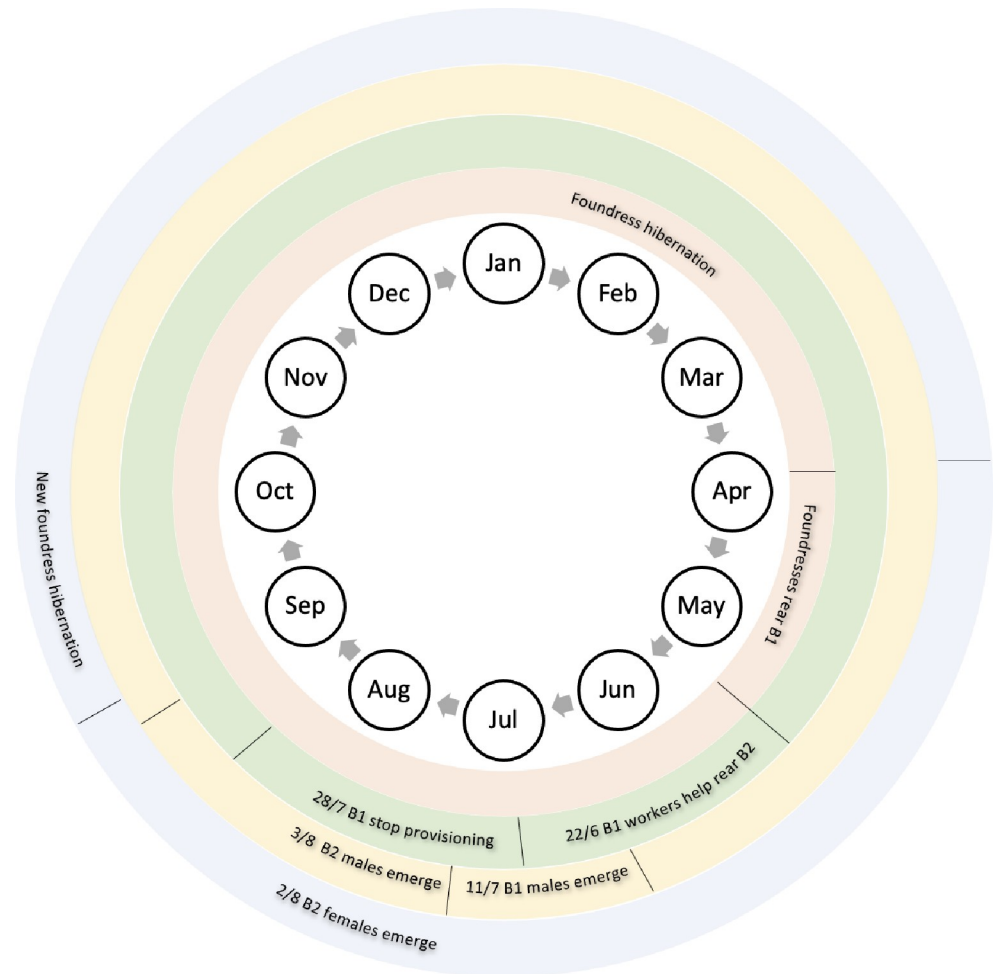 Foundress hibernation
Jan
Feb
Mar
Apr
May
Jun
Jul
Aug
Sep
Oct
Nov
Dec
Foundresses rear B1
22/6 B1 workers help rear B2
28/7 B1 stop provisioning
11/7 B1 males emerge
3/8 B2 males emerge
2/8 B2 females emerge
New foundress hibernation